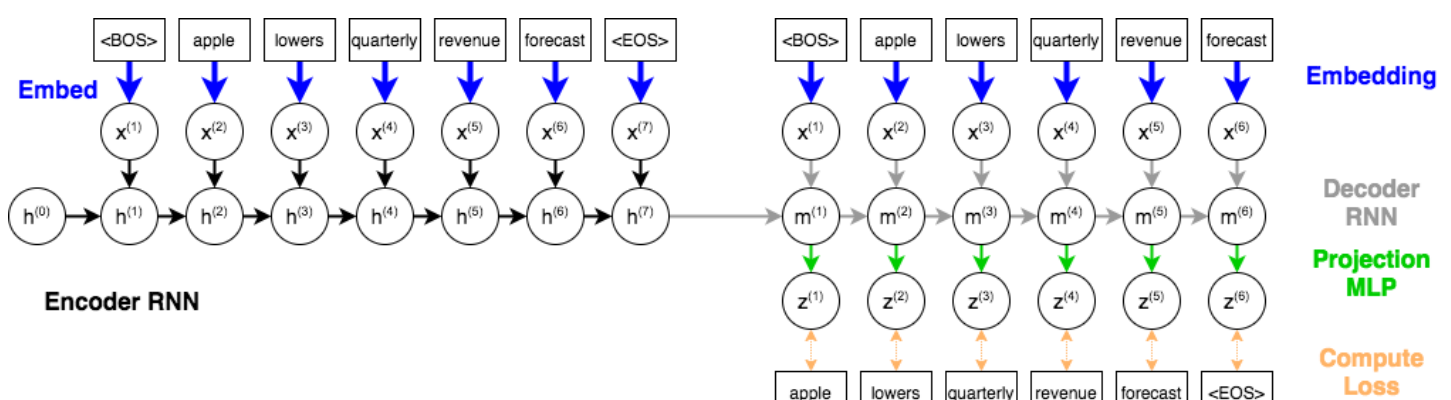 <BOS> apple lowers quarterly revenue forecast <EOS> <BOS> apple lowers quarterly revenue forecast
Embed Embedding
x(1) x(2) x(3) x(4) x(5) x(6) x(7) x(1) x(2) x(3) x(4) x(5) x(6)
Decoder
RNN
h(0) h(1) h(2) h(3) h(4) h(5) h(6) h(7) m(1) m(2) m(3) m(4) m(5) m(6)
Projection
MLP
Encoder RNN
z(1) z(2) z(3) z(4) z(5) z(6)
Compute
Loss
apple lowers quarterly revenue forecast <EOS>